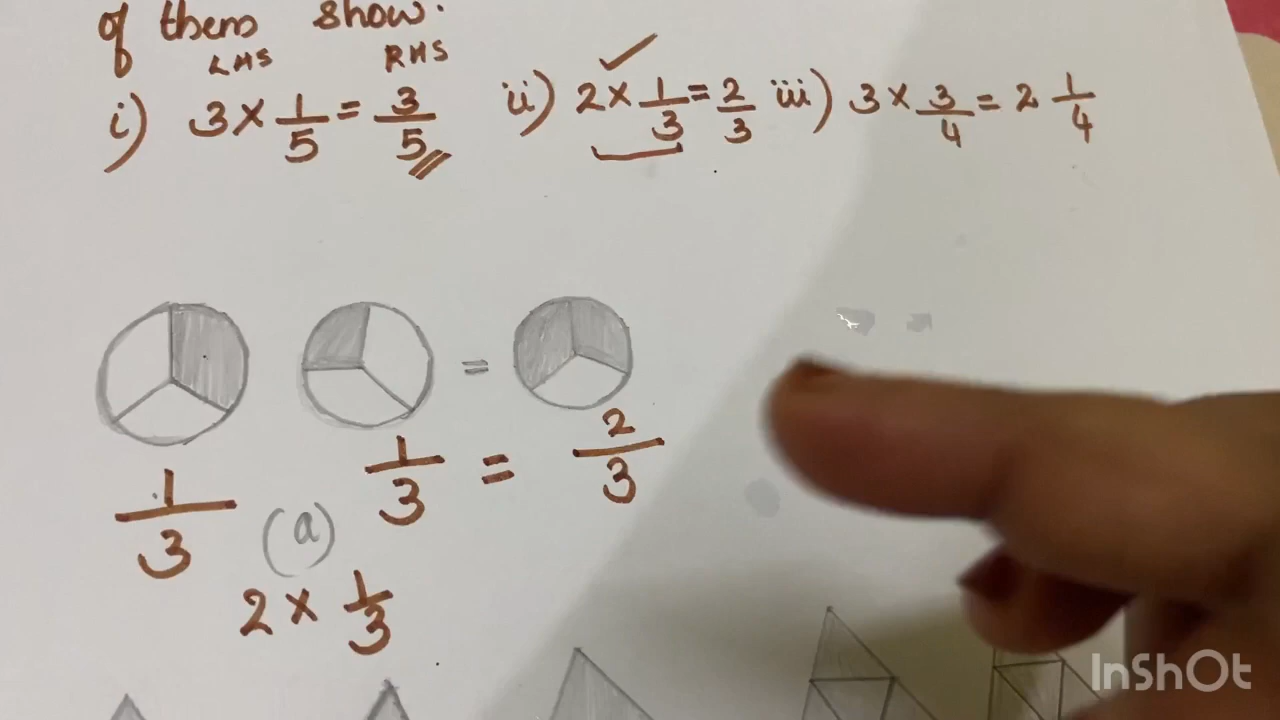 of them show.
LHS RHS
i) 3 × 1/5 = 3/5 ii) 2 × 1/3 = 2/3 ✓ iii) 3 × 3/4 = 2 1/4
=
1/3 1/3 = 2/3
(a)
2 × 1/3
InShOt